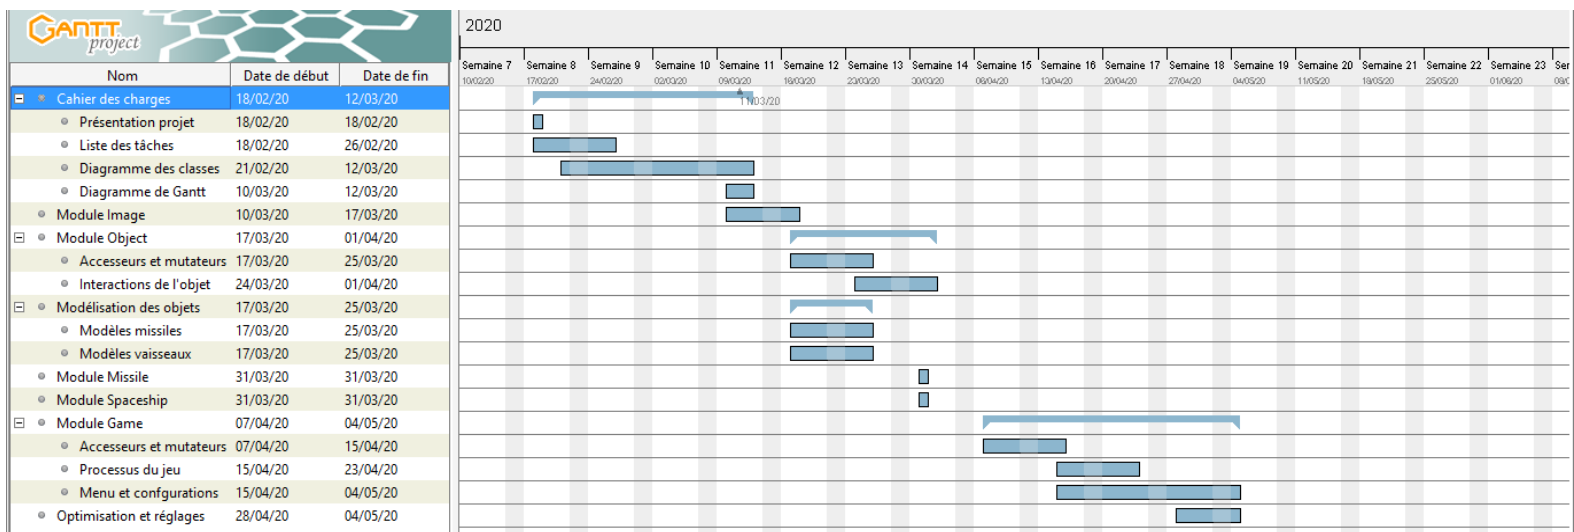 GANTT
project
2020
Semaine 7 Semaine 8 Semaine 9 Semaine 10 Semaine 11 Semaine 12 Semaine 13 Semaine 14 Semaine 15 Semaine 16 Semaine 17 Semaine 18 Semaine 19 Semaine 20 Semaine 21 Semaine 22 Semaine 23 Ser
10/02/20 17/02/20 24/02/20 02/03/20 09/03/20 16/03/20 23/03/20 30/03/20 06/04/20 13/04/20 20/04/20 27/04/20 04/05/20 11/05/20 18/05/20 25/05/20 01/06/20
Nom Date de début Date de fin
Cahier des charges 18/02/20 12/03/20
11/03/20
Présentation projet 18/02/20 18/02/20
Liste des tâches 18/02/20 26/02/20
Diagramme des classes 21/02/20 12/03/20
Diagramme de Gantt 10/03/20 12/03/20
Module Image 10/03/20 17/03/20
Module Object 17/03/20 01/04/20
Accesseurs et mutateurs 17/03/20 25/03/20
Interactions de l'objet 24/03/20 01/04/20
Modélisation des objets 17/03/20 25/03/20
Modèles missiles 17/03/20 25/03/20
Modèles vaisseaux 17/03/20 25/03/20
Module Missile 31/03/20 31/03/20
Module Spaceship 31/03/20 31/03/20
Module Game 07/04/20 04/05/20
Accesseurs et mutateurs 07/04/20 15/04/20
Processus du jeu 15/04/20 23/04/20
Menu et confgurations 15/04/20 04/05/20
Optimisation et réglages 28/04/20 04/05/20